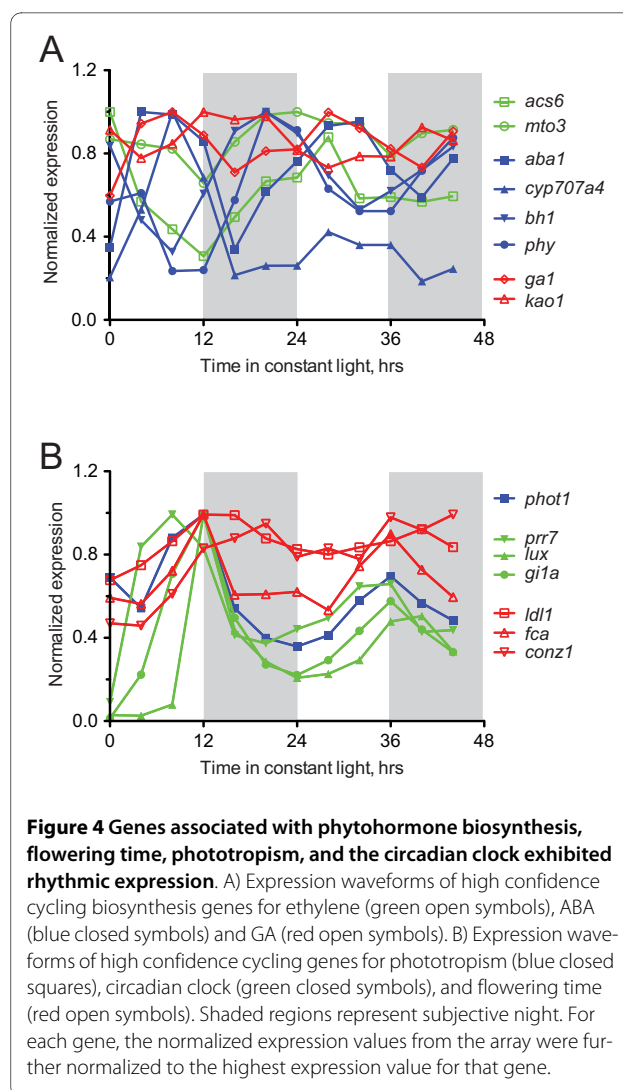 A
1.2
0.8
0.4
0.0
Normalized expression
0
12
24
36
48
Time in constant light, hrs
acs6
mto3
aba1
cyp707a4
bh1
phy
ga1
kao1
B
1.2
0.8
0.4
0.0
Normalized expression
0
12
24
36
48
Time in constant light, hrs
phot1
prr7
lux
gi1a
ldl1
fca
conz1
Figure 4 Genes associated with phytohormone biosynthesis,
flowering time, phototropism, and the circadian clock exhibited
rhythmic expression. A) Expression waveforms of high confidence
cycling biosynthesis genes for ethylene (green open symbols), ABA
(blue closed symbols) and GA (red open symbols). B) Expression wave-
forms of high confidence cycling genes for phototropism (blue closed
squares), circadian clock (green closed symbols), and flowering time
(red open symbols). Shaded regions represent subjective night. For
each gene, the normalized expression values from the array were fur-
ther normalized to the highest expression value for that gene.